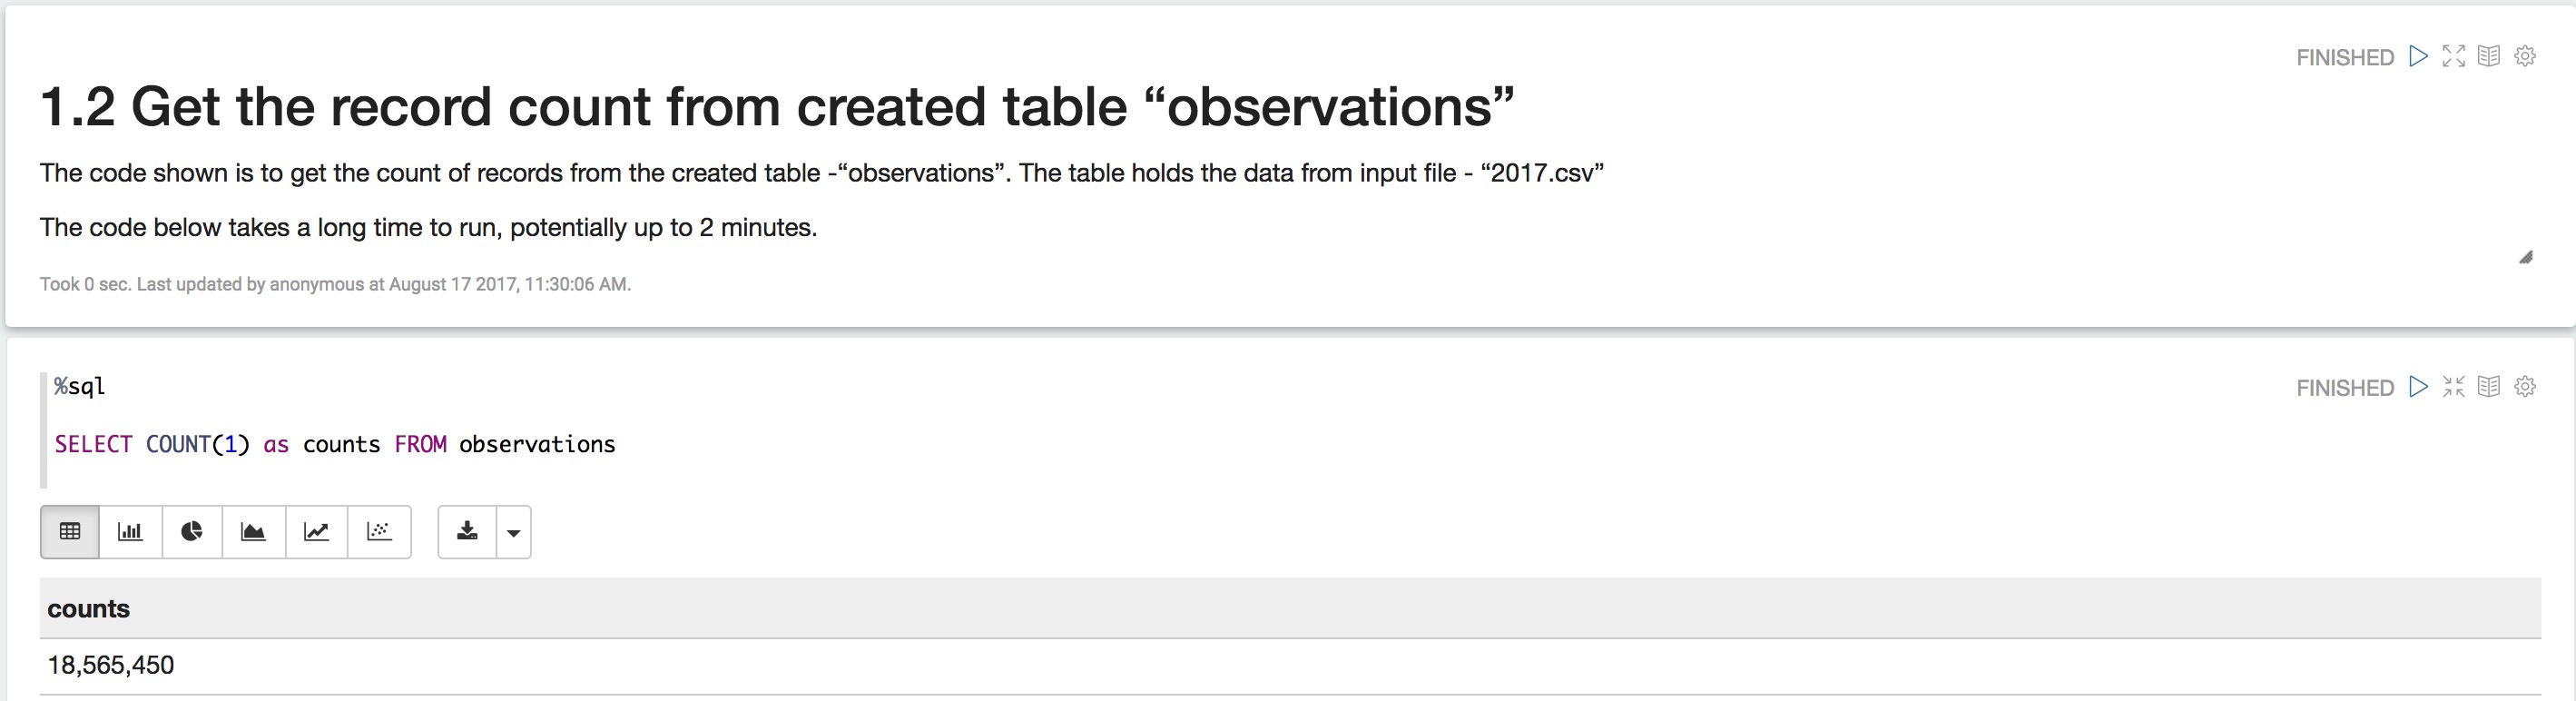 FINISHED
1.2 Get the record count from created table “observations”
The code shown is to get the count of records from the created table -“observations”. The table holds the data from input file - “2017.csv”
The code below takes a long time to run, potentially up to 2 minutes.
Took 0 sec. Last updated by anonymous at August 17 2017, 11:30:06 AM.
%sql
FINISHED
SELECT COUNT(1) as counts FROM observations
counts
18,565,450